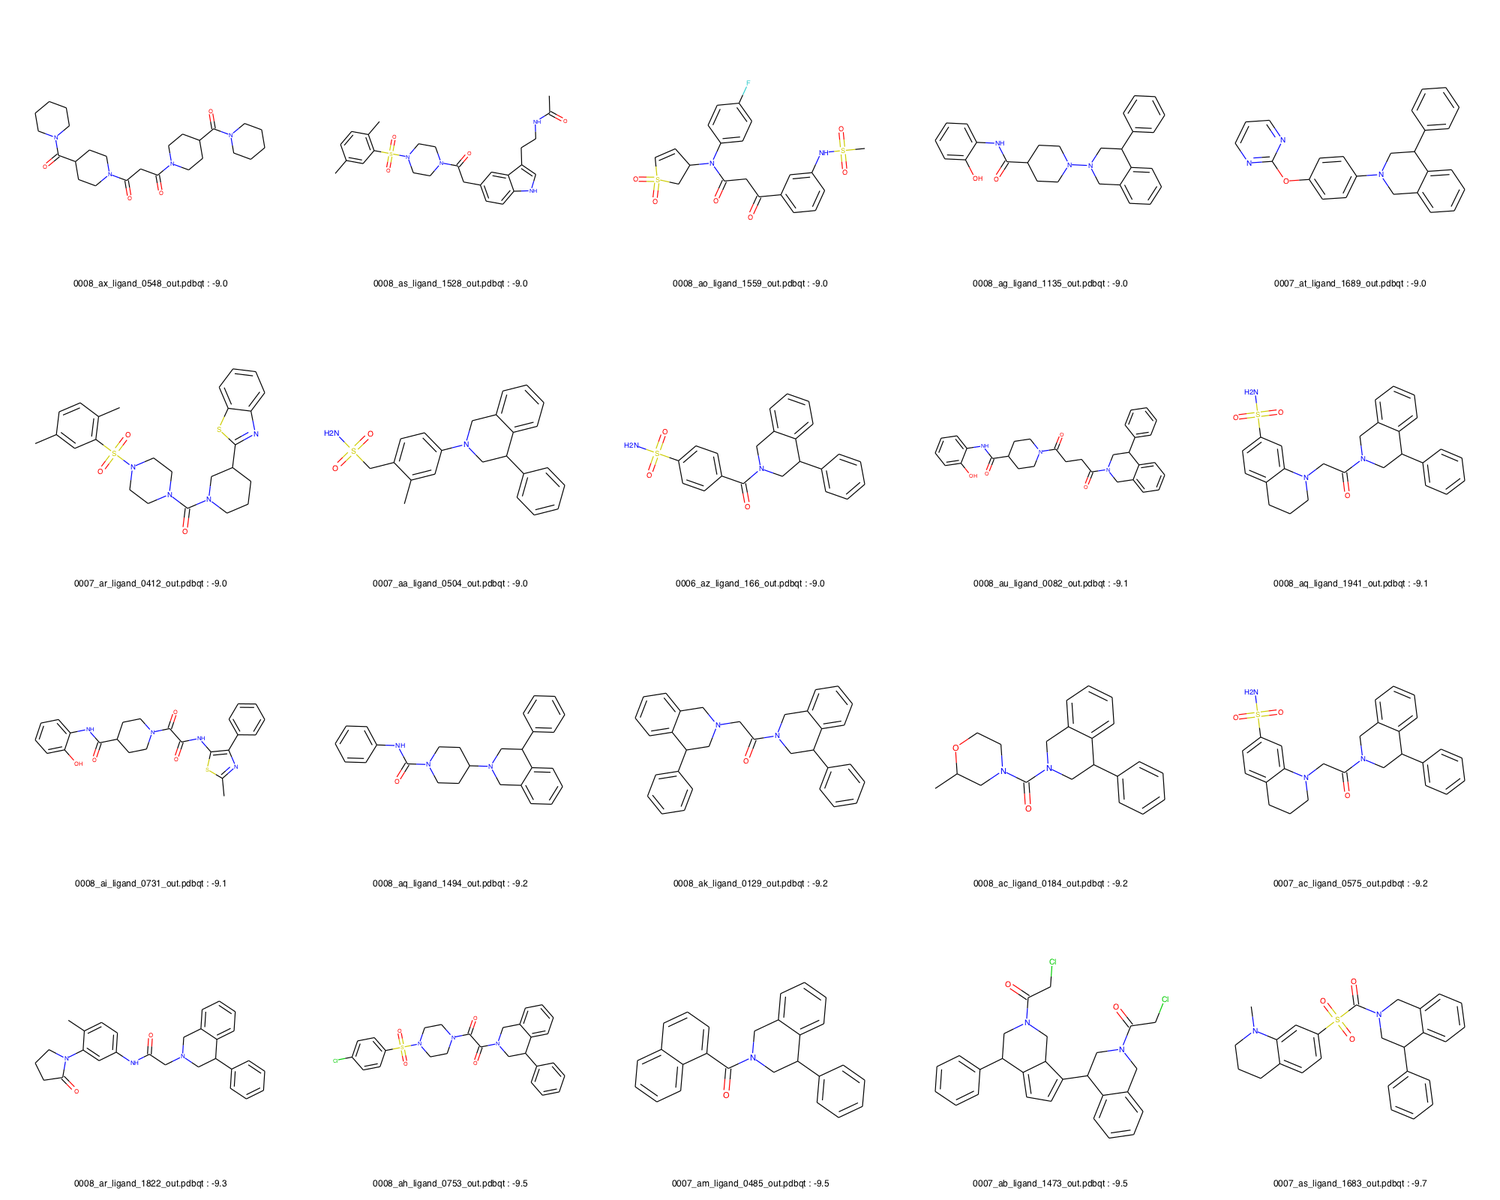 0008_ax_ligand_0548_out.pdbqt : -9.0
0008_as_ligand_1528_out.pdbqt : -9.0
0008_ao_ligand_1559_out.pdbqt : -9.0
0008_ag_ligand_1135_out.pdbqt : -9.0
0007_at_ligand_1689_out.pdbqt : -9.0
0007_ar_ligand_0412_out.pdbqt : -9.0
0007_aa_ligand_0504_out.pdbqt : -9.0
0006_az_ligand_166_out.pdbqt : -9.0
0008_au_ligand_0082_out.pdbqt : -9.1
0008_aq_ligand_1941_out.pdbqt : -9.1
0008_ai_ligand_0731_out.pdbqt : -9.1
0008_aq_ligand_1494_out.pdbqt : -9.2
0008_ak_ligand_0129_out.pdbqt : -9.2
0008_ac_ligand_0184_out.pdbqt : -9.2
0007_ac_ligand_0575_out.pdbqt : -9.2
0008_ar_ligand_1822_out.pdbqt : -9.3
0008_ah_ligand_0753_out.pdbqt : -9.5
0007_am_ligand_0485_out.pdbqt : -9.5
0007_ab_ligand_1473_out.pdbqt : -9.5
0007_as_ligand_1683_out.pdbqt : -9.7